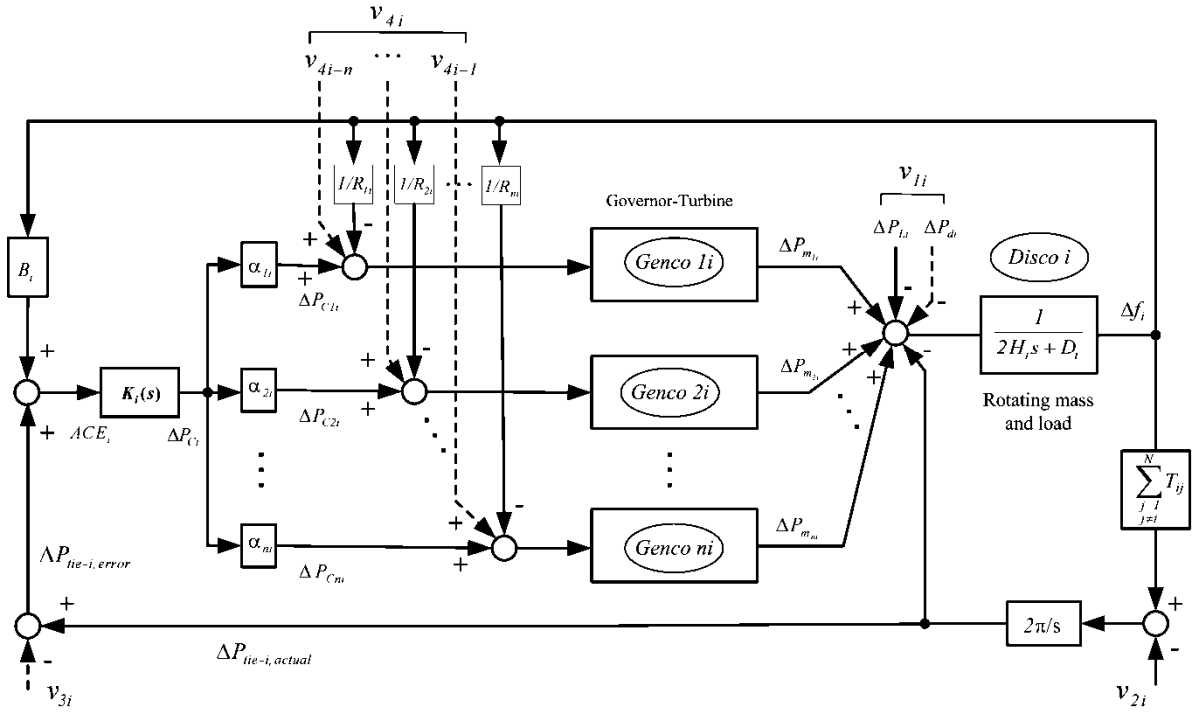 v4i
v4i-n ... v4i-1
1/R1i 1/R2i ... 1/Rni
v1i
ΔPLi ΔPdi
Governor-Turbine
Bi
α1i
ΔPC1i
Genco 1i
ΔPm1i
Disco i
1
2Hi s + Di
Δfi
Rotating mass
and load
+ - + + - - + + - +
Ki(s)
ACEi
ΔPCi
α2i
ΔPC2i
Genco 2i
ΔPm2i
N
∑ Tij
j=1
j≠i
αni
ΔPCni
Genco ni
ΔPmni
ΔPtie-i, error
ΔPtie-i, actual
2π/s
+
-
v3i
v2i